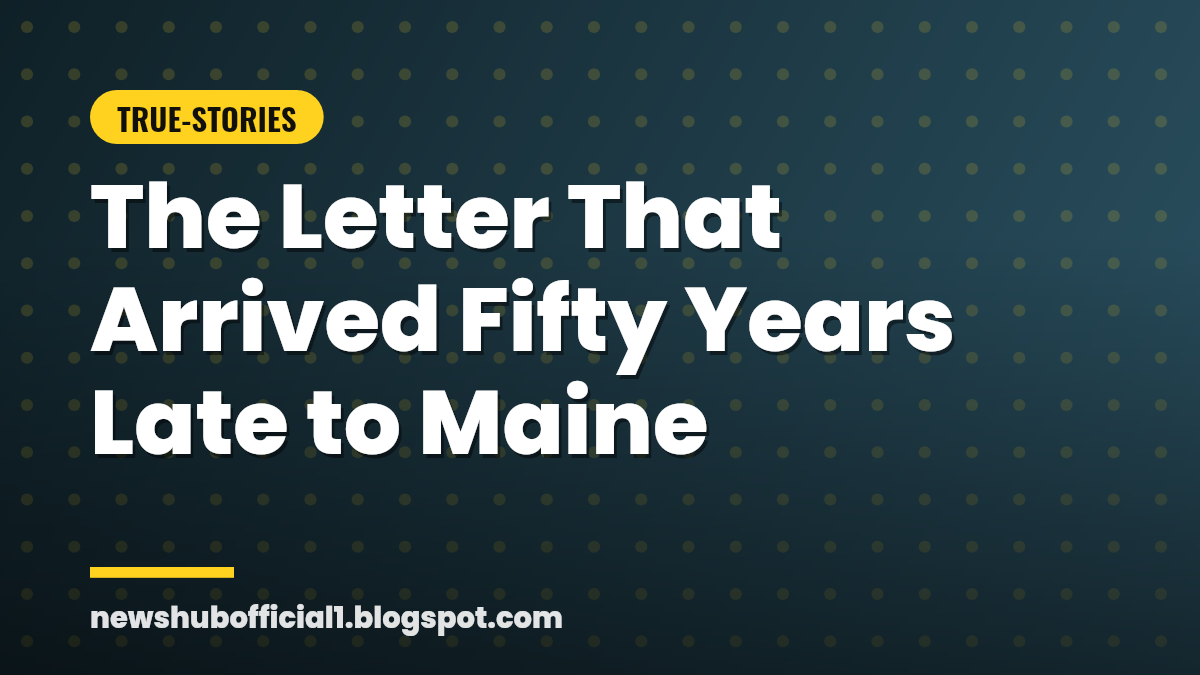 TRUE-STORIES
The Letter That
Arrived Fifty Years
Late to Maine
newshubofficial1.blogspot.com